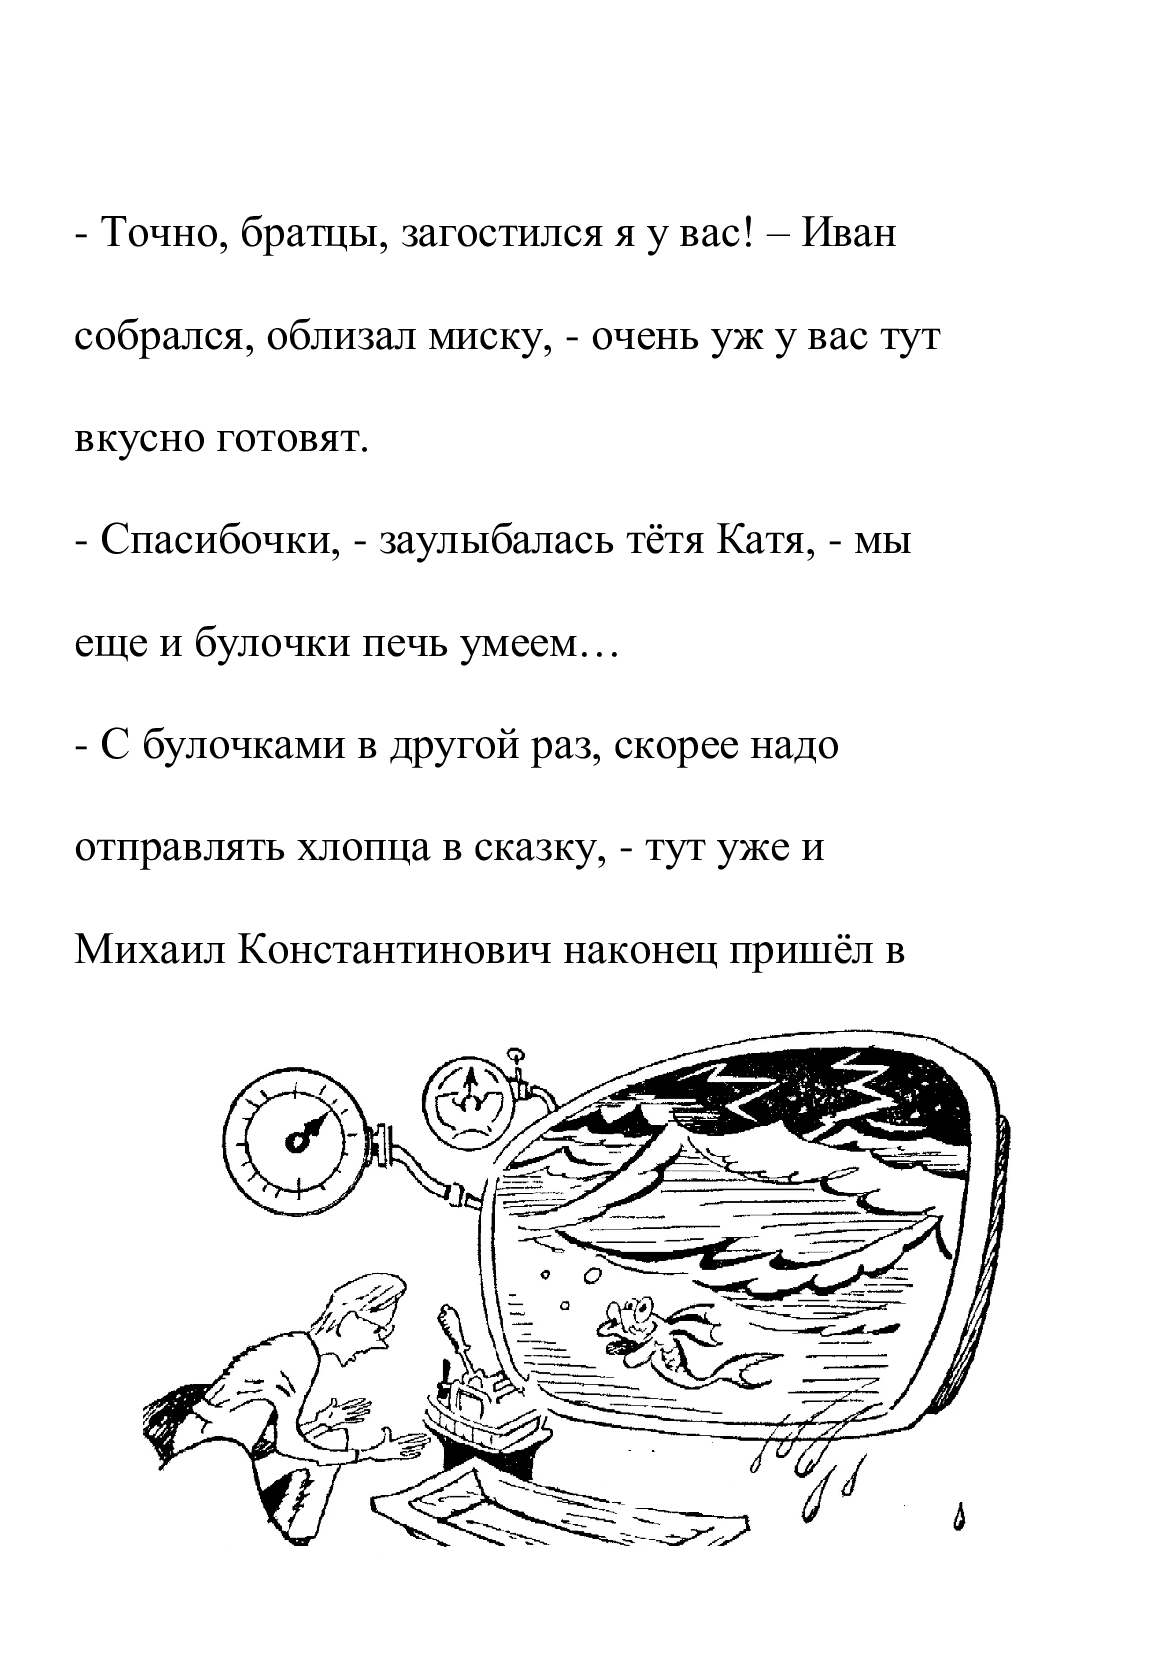 - Точно, братцы, загостился я у вас! – Иван
собрался, облизал миску, - очень уж у вас тут
вкусно готовят.
- Спасибочки, - заулыбалась тётя Катя, - мы
еще и булочки печь умеем…
- С булочками в другой раз, скорее надо
отправлять хлопца в сказку, - тут уже и
Михаил Константинович наконец пришёл в